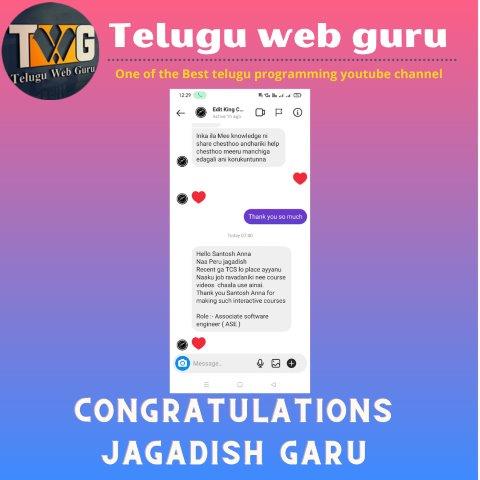 TWG
Telugu Web Guru
Telugu web guru
One of the Best telugu programming youtube channel
12:29
Edit King C...
Active 1h ago
Inka ila Mee knowledge ni
share chesthoo andhariki help
chesthoo meeru manchiga
edagali ani korukuntunna
Thank you so much
Today 07:40
Hello Santosh Anna
Naa Peru jagadish
Recent ga TCS lo place ayyanu
Naaku job ravadaniki nee course
videos chaala use ainai.
Thank you Santosh Anna for
making such interactive courses
Role :- Associate software
engineer ( ASE )
Message...
CONGRATULATIONS
JAGADISH GARU